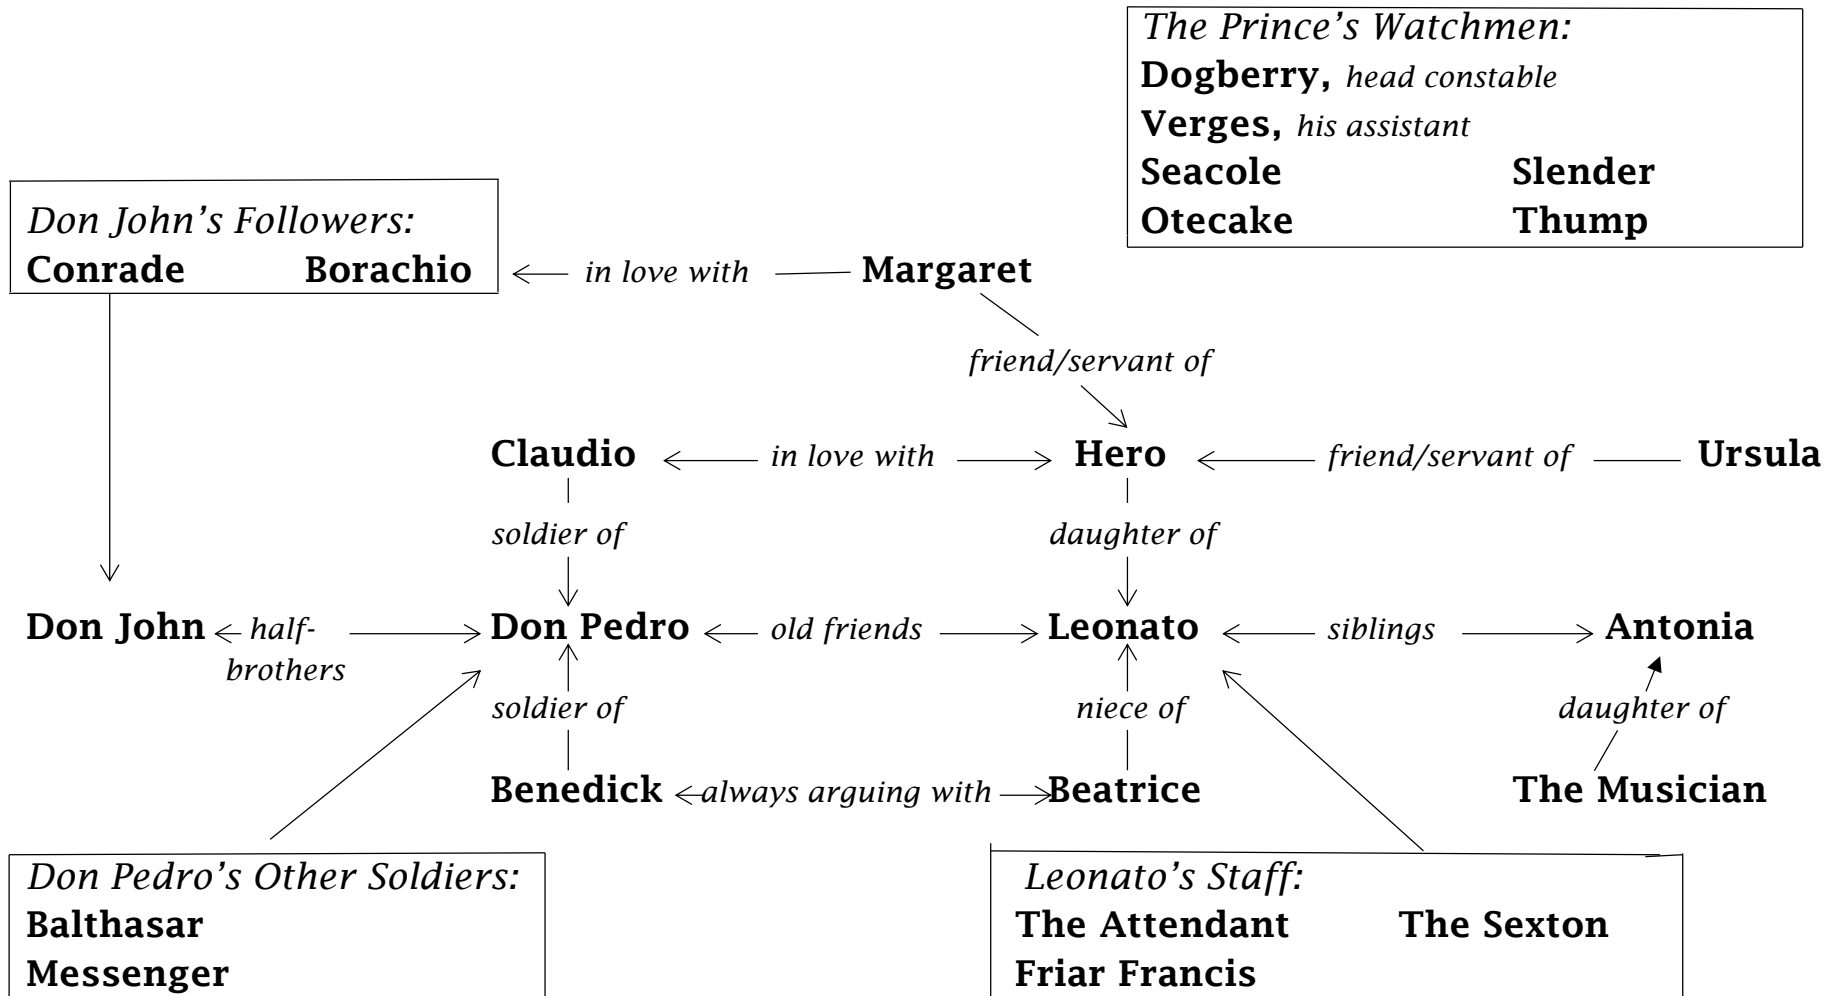 The Prince’s Watchmen:
Dogberry, head constable
Verges, his assistant
Seacole Slender
Otecake Thump
Don John’s Followers:
Conrade Borachio
in love with
Margaret
friend/servant of
Claudio
in love with
Hero
friend/servant of
Ursula
soldier of
daughter of
Don John
half-
brothers
Don Pedro
old friends
Leonato
siblings
Antonia
soldier of
niece of
daughter of
Benedick
always arguing with
Beatrice
The Musician
Don Pedro’s Other Soldiers:
Balthasar
Messenger
Leonato’s Staff:
The Attendant The Sexton
Friar Francis